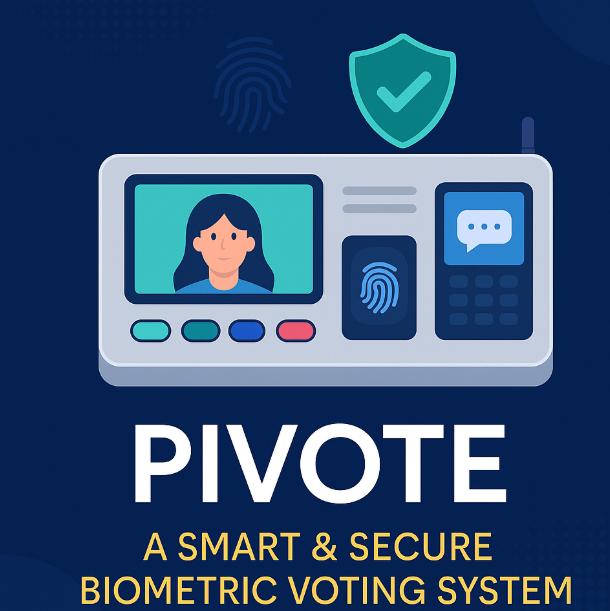 PIVOTE
A SMART & SECURE
BIOMETRIC VOTING SYSTEM